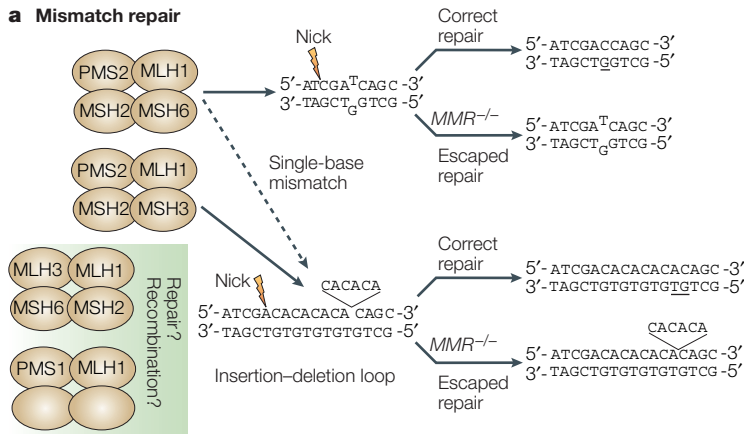 a Mismatch repair
PMS2 MLH1
MSH2 MSH6
PMS2 MLH1
MSH2 MSH3
MLH3 MLH1
MSH6 MSH2
PMS1 MLH1
Repair?
Recombination?
Nick
5′- ATCGATCAGC -3′
3′- TAGCTGGTCG -5′
Single-base
mismatch
Correct
repair
5′- ATCGACCAGC -3′
3′- TAGCTGGTCG -5′
MMR–/–
Escaped
repair
5′- ATCGATCAGC -3′
3′- TAGCTGGTCG -5′
Nick
CACACA
5′- ATCGACACACACA CAGC -3′
3′- TAGCTGTGTGTGTGTCG -5′
Insertion–deletion loop
Correct
repair
5′- ATCGACACACACACAGC -3′
3′- TAGCTGTGTGTGTGTCG -5′
MMR–/–
Escaped
repair
CACACA
5′- ATCGACACACACACAGC -3′
3′- TAGCTGTGTGTGTGTCG -5′